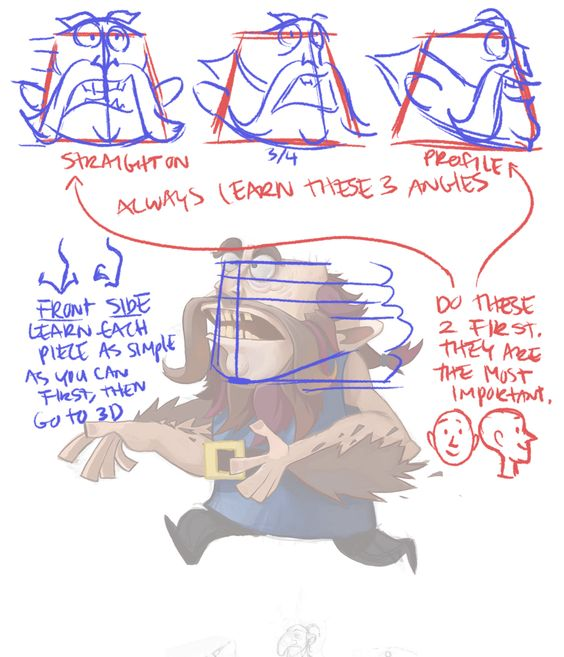 STRAIGHT ON
3/4
PROFILE
ALWAYS LEARN THESE 3 ANGLES
FRONT SIDE
LEARN EACH
PIECE AS SIMPLE
AS YOU CAN
FIRST, THEN
GO TO 3D
DO THESE
2 FIRST.
THEY ARE
THE MOST
IMPORTANT.